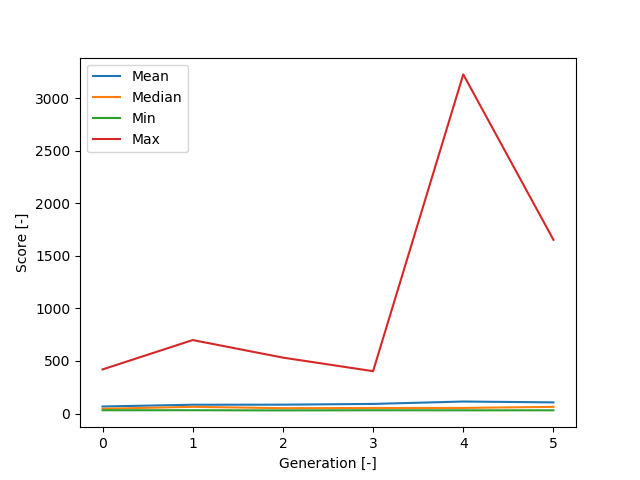 Mean
Median
Min
Max
3000
2500
2000
1500
1000
500
0
Score [-]
0 1 2 3 4 5
Generation [-]